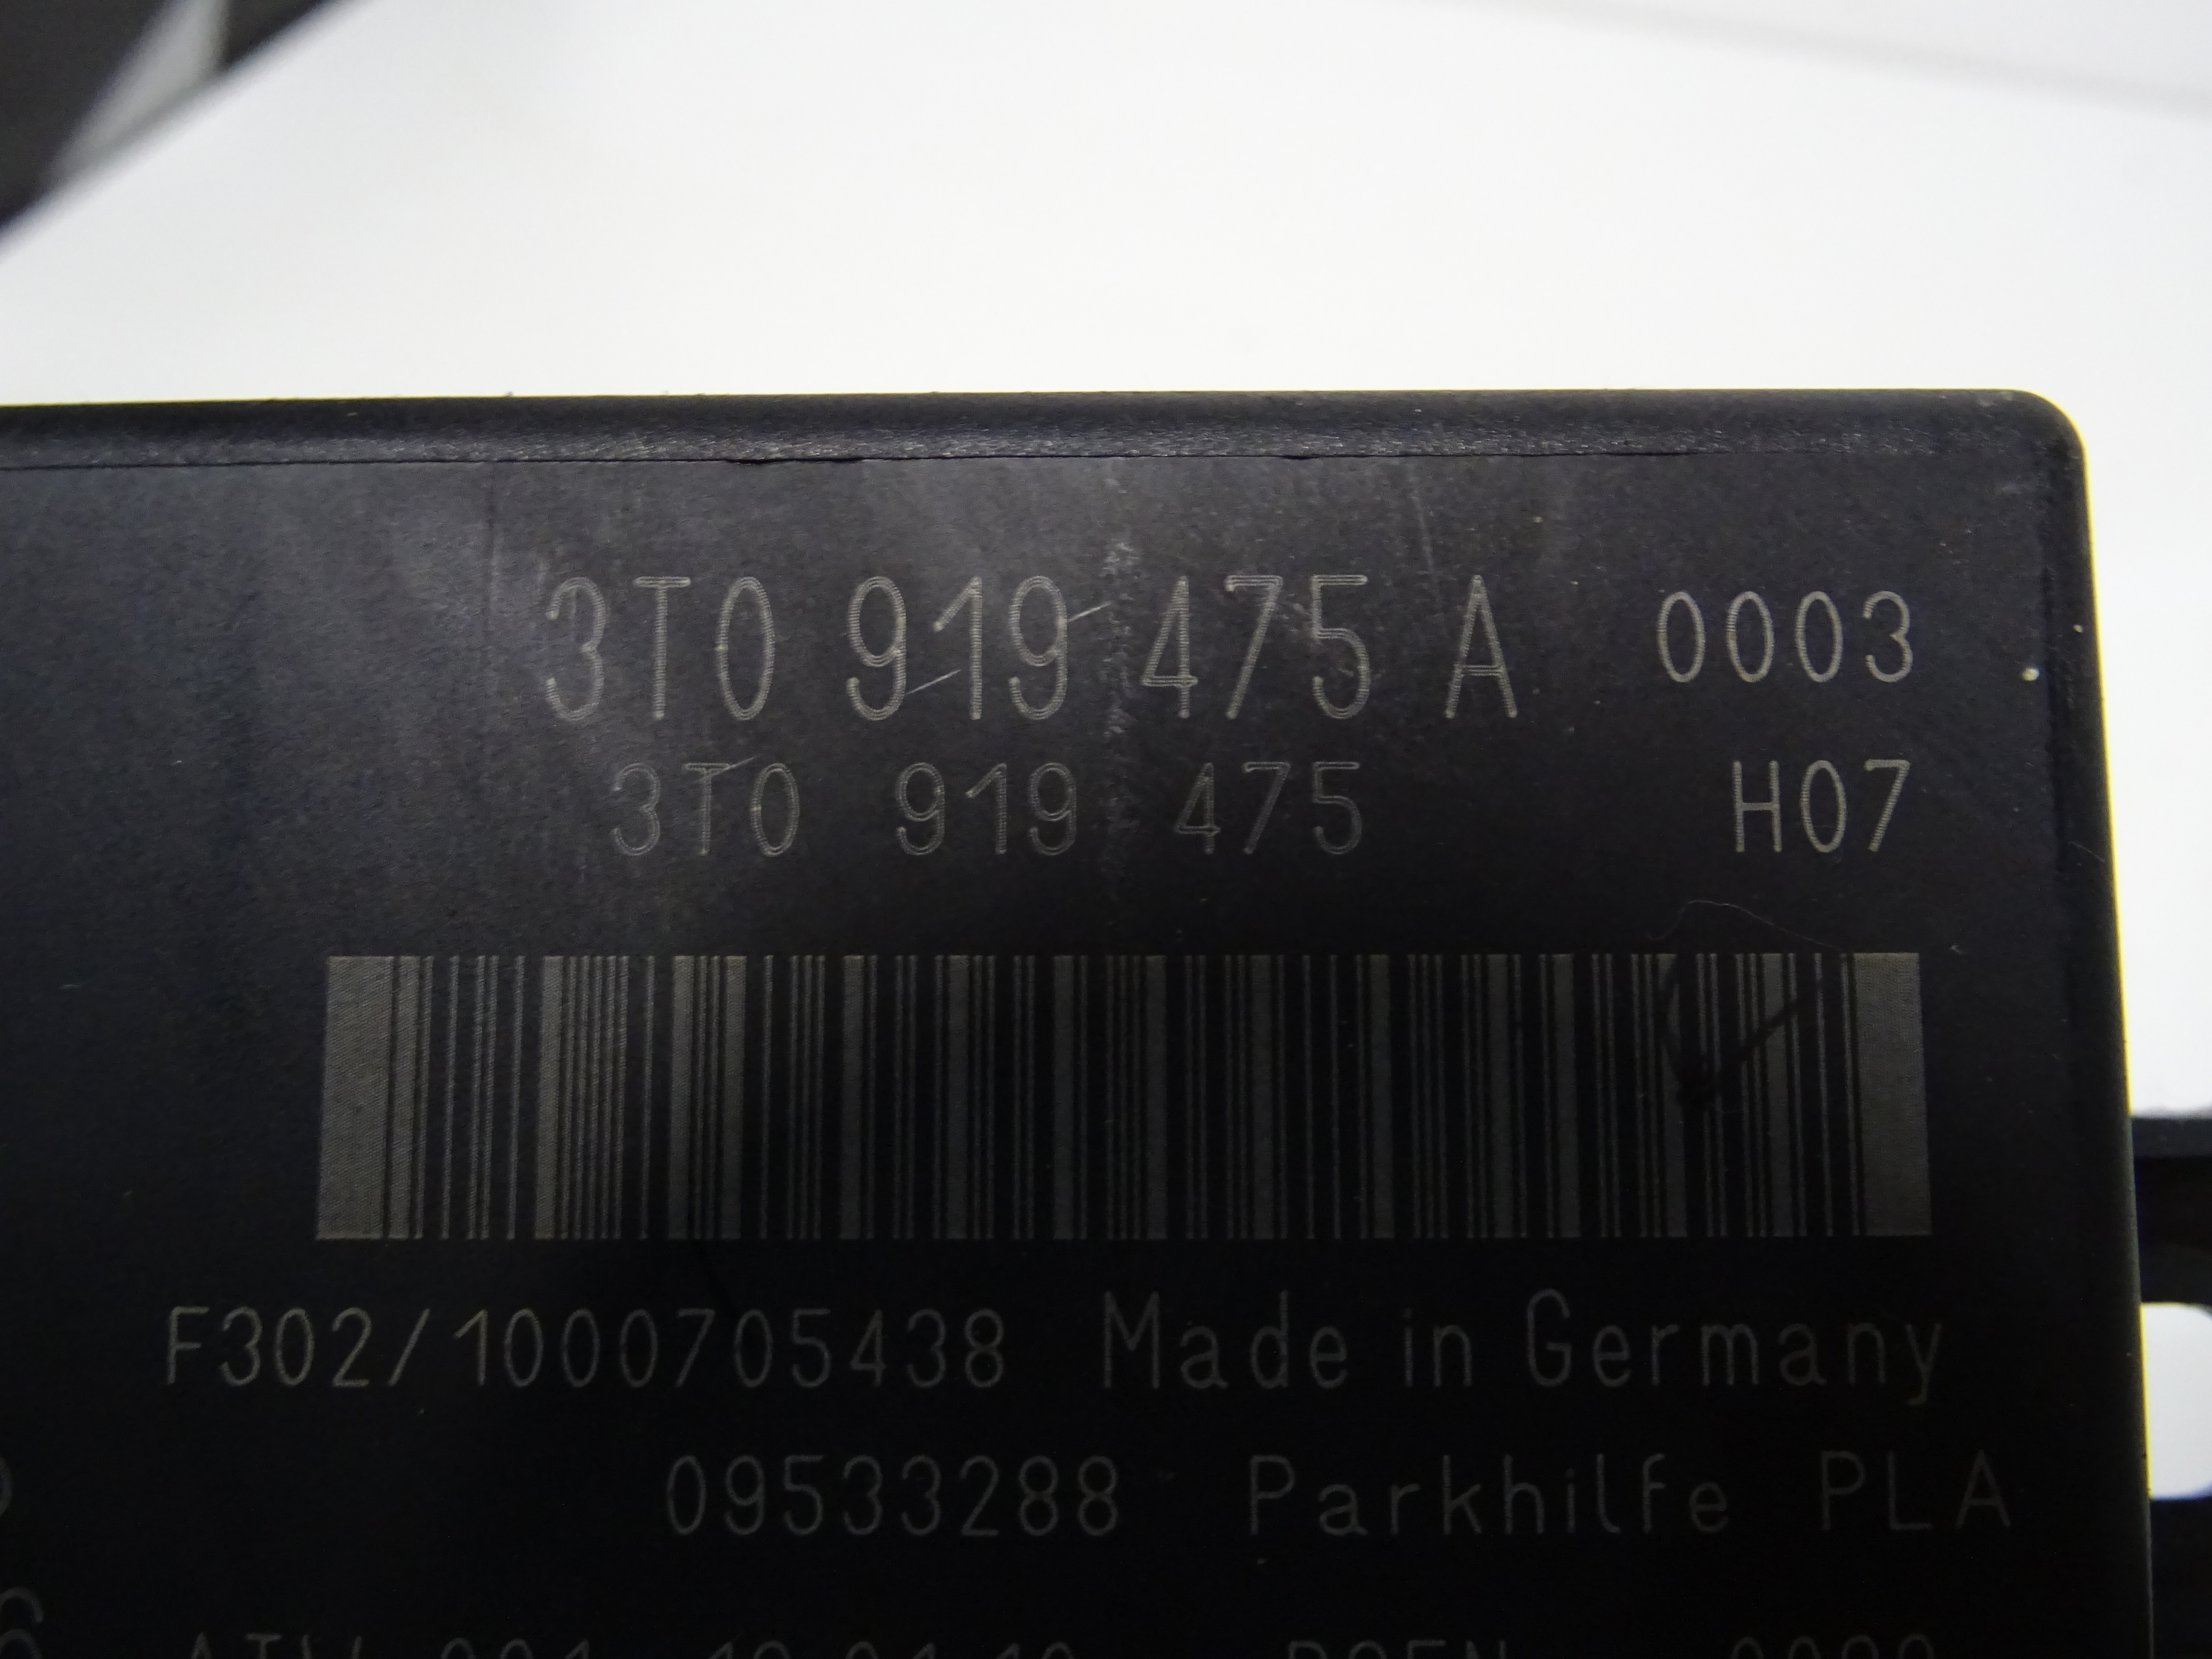 3T0 919 475 A 0003
3T0 919 475 H07
F302/1000705438 Made in Germany
09533288 Parkhilfe PLA